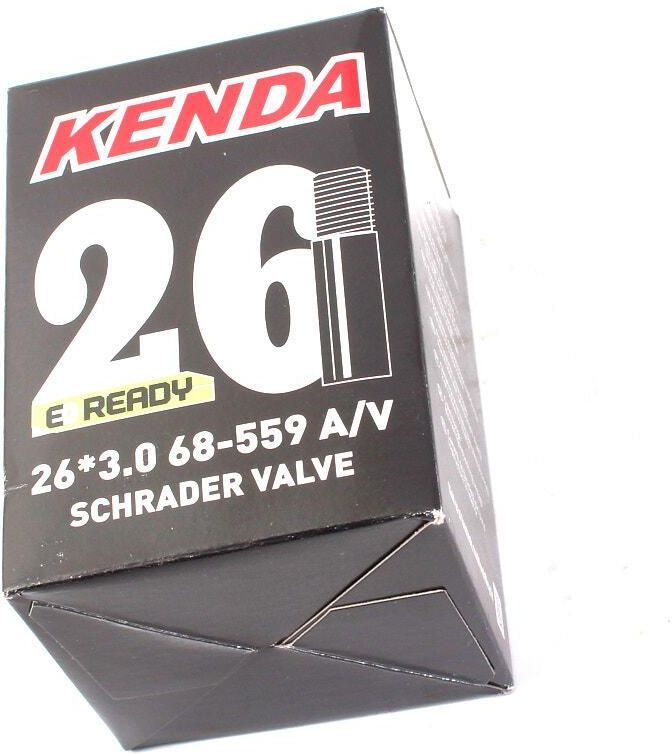 KENDA
26
E READY
26*3.0 68-559 A/V
SCHRADER VALVE